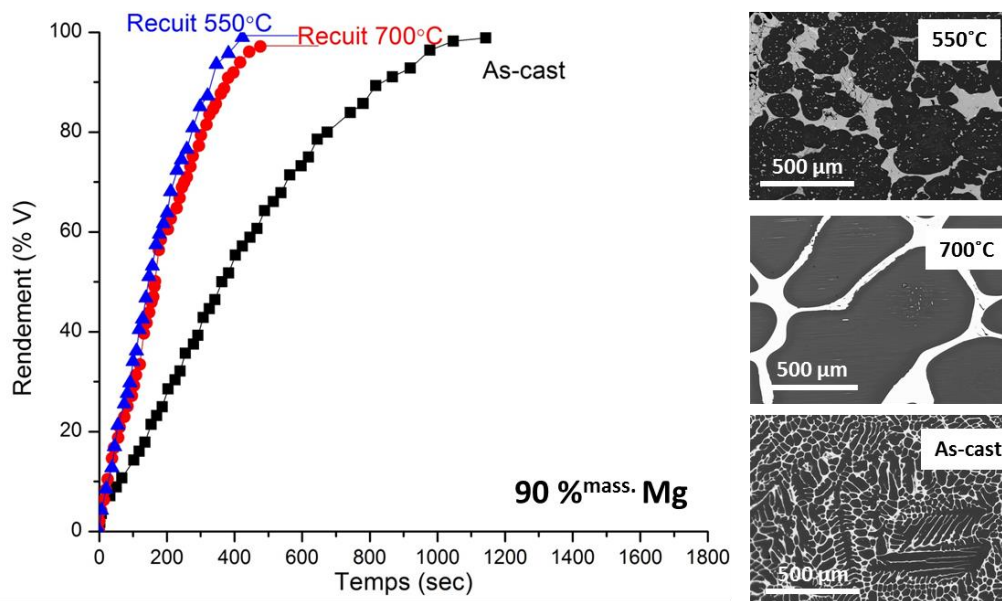 Recuit 550°C
Recuit 700°C
As-cast
100
80
60
40
20
0
Rendement (% V)
90 %mass. Mg
0 200 400 600 800 1000 1200 1400 1600 1800
Temps (sec)
550°C
500 µm
700°C
500 µm
As-cast
500 µm